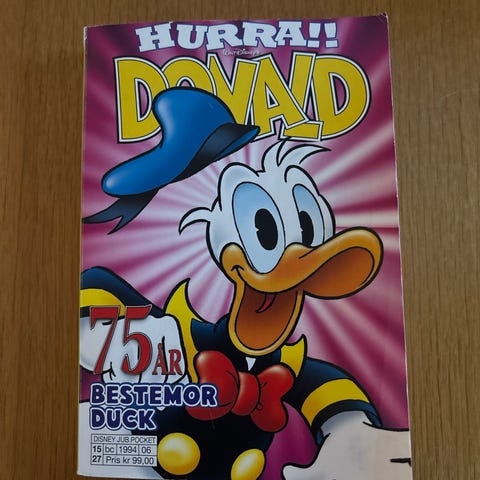 HURRA!!
Walt Disney's
DONALD
75 ÅR
BESTEMOR
DUCK
DISNEY JUB.POCKET
15 bc 1994 06
27 Pris kr 99,00